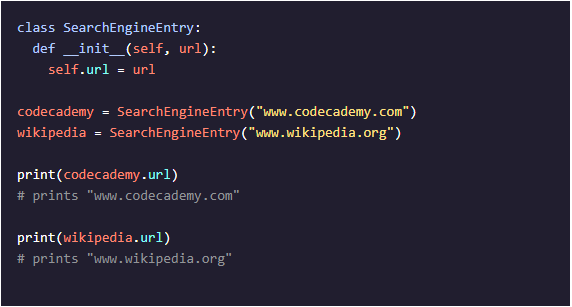 class SearchEngineEntry:
  def __init__(self, url):
    self.url = url

codecademy = SearchEngineEntry("www.codecademy.com")
wikipedia = SearchEngineEntry("www.wikipedia.org")

print(codecademy.url)
# prints "www.codecademy.com"

print(wikipedia.url)
# prints "www.wikipedia.org"